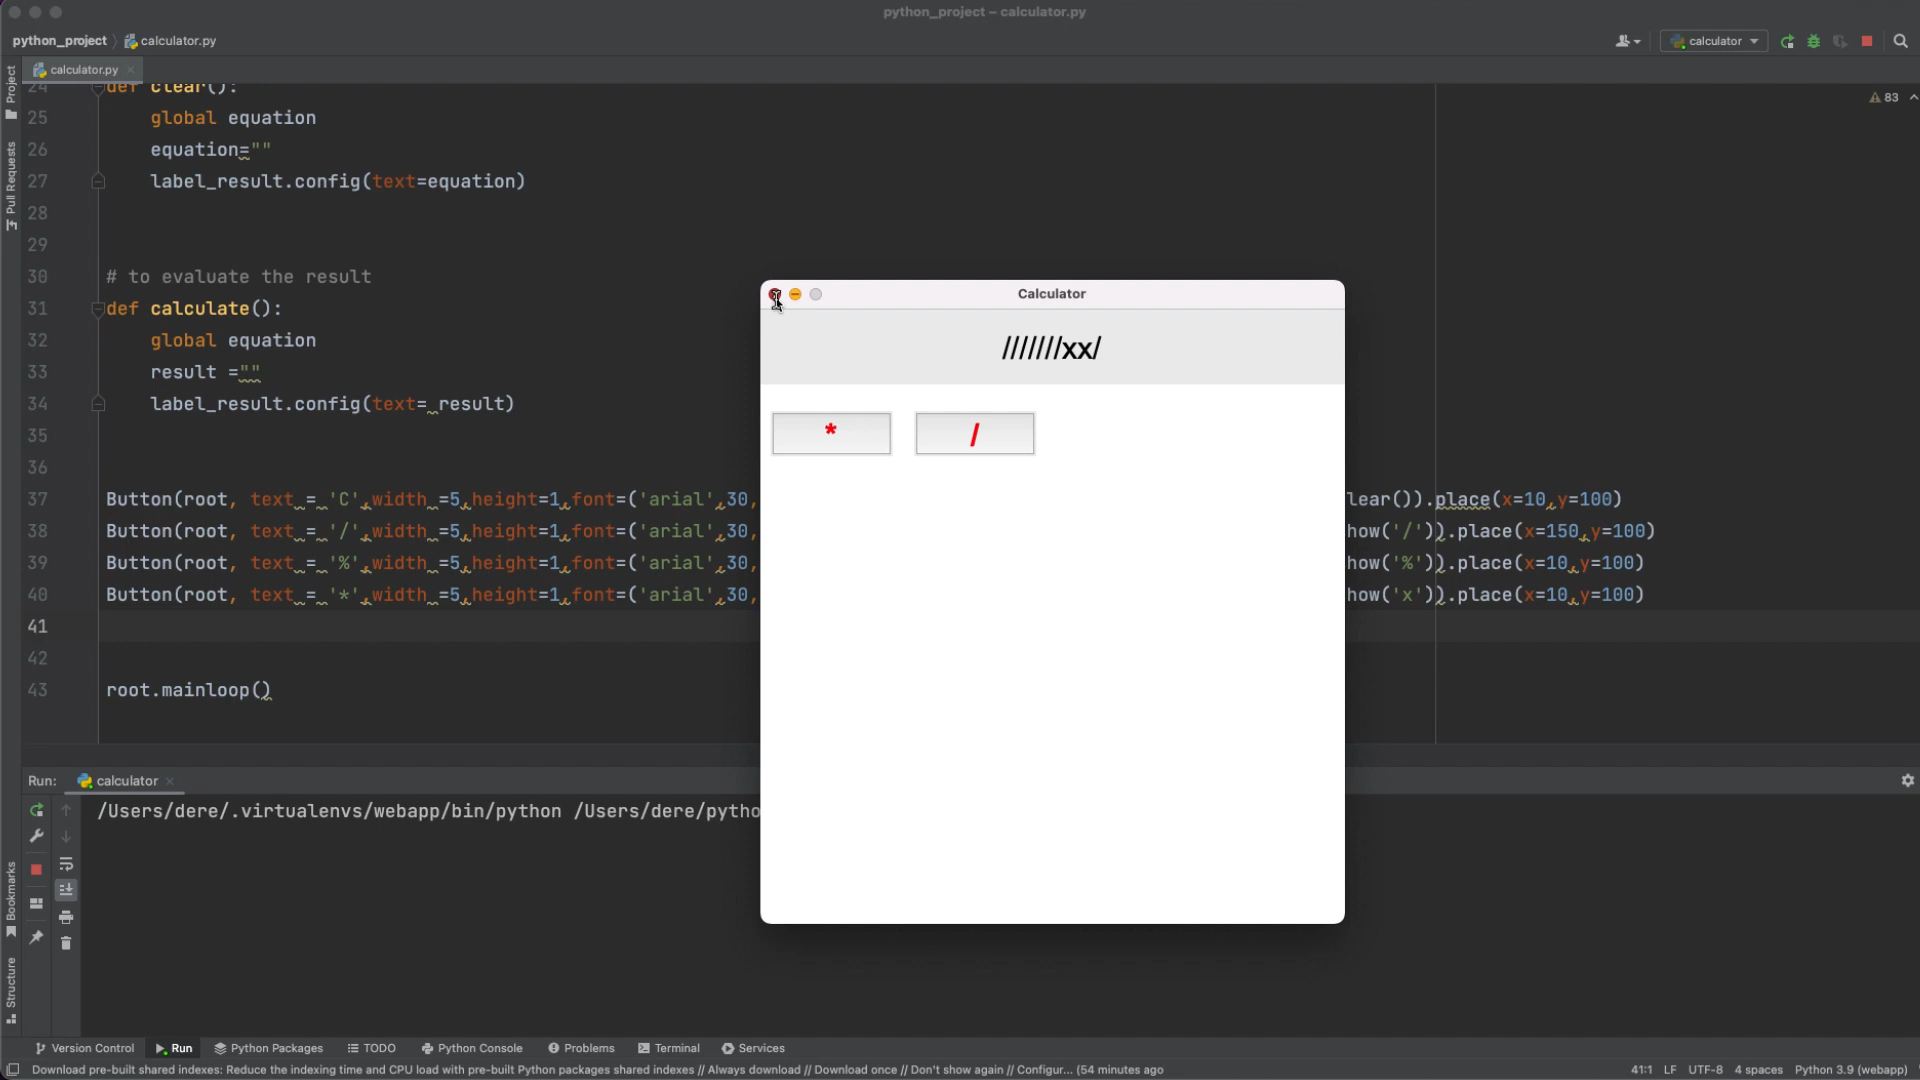 python_project – calculator.py
python_project
calculator.py
calculator
calculator.py
83
Project
Pull Requests
Bookmarks
Structure
24 def clear():
25 global equation
26 equation=""
27 label_result.config(text=equation)
28
29
30 # to evaluate the result
31 def calculate():
32 global equation
33 result =""
34 label_result.config(text= result)
35
36
37 Button(root, text = 'C',width =5,height=1,font=('arial',30, lear()).place(x=10,y=100)
38 Button(root, text = '/',width =5,height=1,font=('arial',30, how('/')).place(x=150,y=100)
39 Button(root, text = '%',width =5,height=1,font=('arial',30, how('%')).place(x=10,y=100)
40 Button(root, text = '*',width =5,height=1,font=('arial',30, how('x')).place(x=10,y=100)
41
42
43 root.mainloop()
Calculator
///////xx/
* /
Run: calculator
/Users/dere/.virtualenvs/webapp/bin/python /Users/dere/pytho
Version Control Run Python Packages TODO Python Console Problems Terminal Services
Download pre-built shared indexes: Reduce the indexing time and CPU load with pre-built Python packages shared indexes // Always download // Download once // Don't show again // Configur... (54 minutes ago
41:1 LF UTF-8 4 spaces Python 3.9 (webapp)